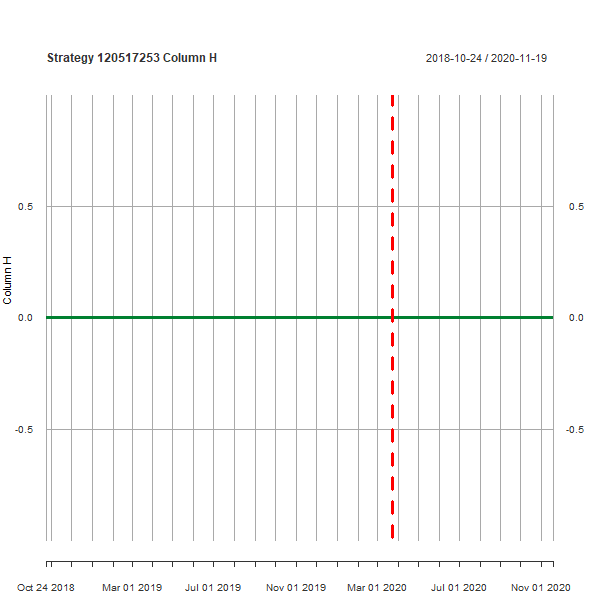 Strategy 120517253 Column H
2018-10-24 / 2020-11-19
0.5
0.5
Column H
0.0
0.0
-0.5
-0.5
Oct 24 2018
Mar 01 2019
Jul 01 2019
Nov 01 2019
Mar 01 2020
Jul 01 2020
Nov 01 2020